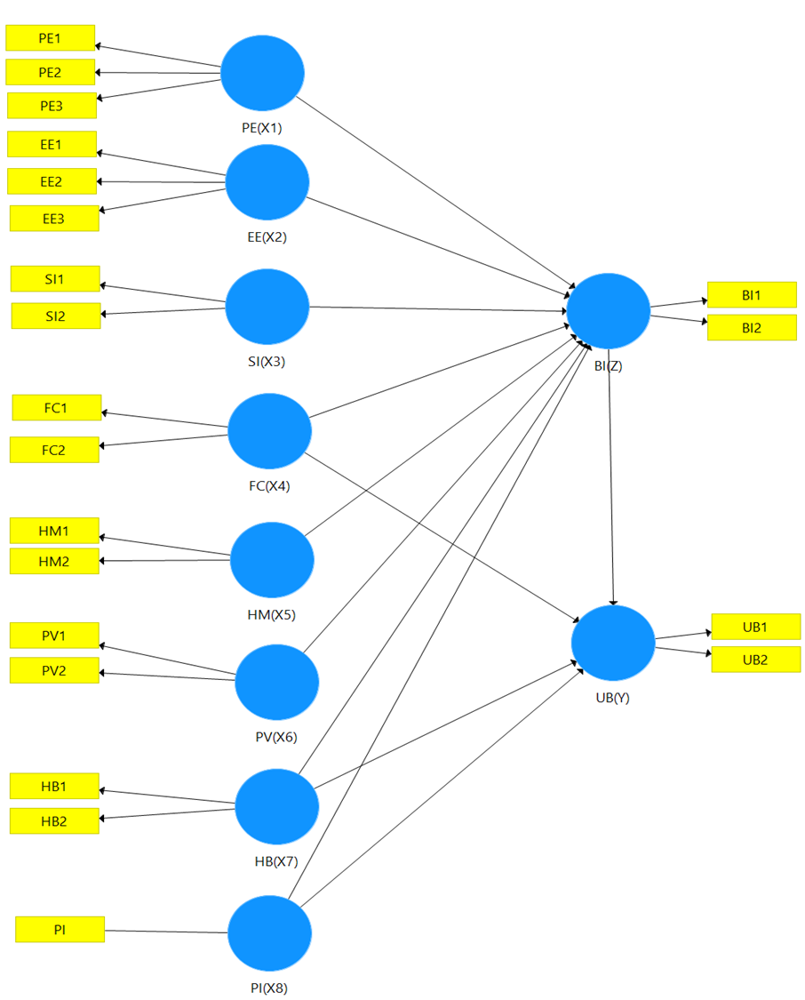 PE1
PE2
PE3
PE(X1)
EE1
EE2
EE3
EE(X2)
SI1
SI2
SI(X3)
BI1
BI2
BI(Z)
FC1
FC2
FC(X4)
HM1
HM2
HM(X5)
PV1
PV2
PV(X6)
UB1
UB2
UB(Y)
HB1
HB2
HB(X7)
PI
PI(X8)